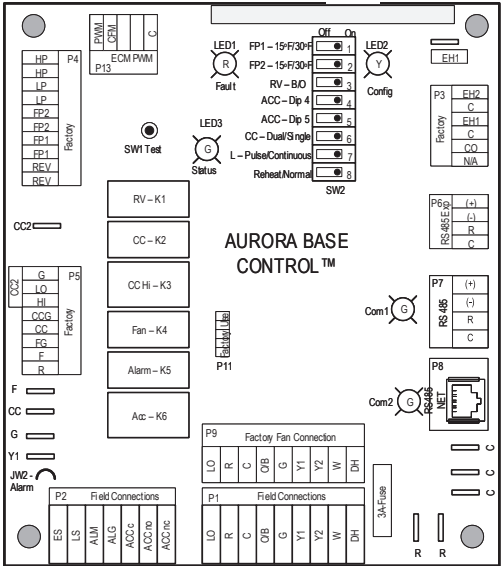 PWM
CFM
C
P13
ECM PWM
HP
HP
LP
LP
FP2
FP2
FP1
FP1
REV
REV
P4
Factory
LED1
R
Fault
Off
On
FP1 – 15ºF/30ºF
1
FP2 – 15ºF/30ºF
2
RV – B/O
3
ACC – Dip 4
4
ACC – Dip 5
5
CC – Dual/Single
6
L – Pulse/Continuous
7
Reheat/Normal
8
SW2
LED2
Y
Config
EH1
P3
Factory
EH2
C
EH1
C
CO
N/A
SW1 Test
LED3
G
Status
P6
RS485 Exp
(+)
(-)
R
C
RV – K1
CC – K2
CC Hi – K3
Fan – K4
Alarm – K5
Acc – K6
CC2
AURORA BASE
CONTROL™
CC2
G
LO
HI
CCG
CC
FG
F
R
P5
Factory
Factory Use
P11
P7
RS 485
(+)
(-)
R
C
Com1
G
P8
RS485
NET
Com2
G
F
CC
G
Y1
JW2 -
Alarm
P9
Factory Fan Connection
LO
R
C
O/B
G
Y1
Y2
W
DH
P2
Field Connections
ES
LS
ALM
ALG
ACC c
ACC no
ACC nc
P1
Field Connections
LO
R
C
O/B
G
Y1
Y2
W
DH
3A-Fuse
C
C
C
R
R